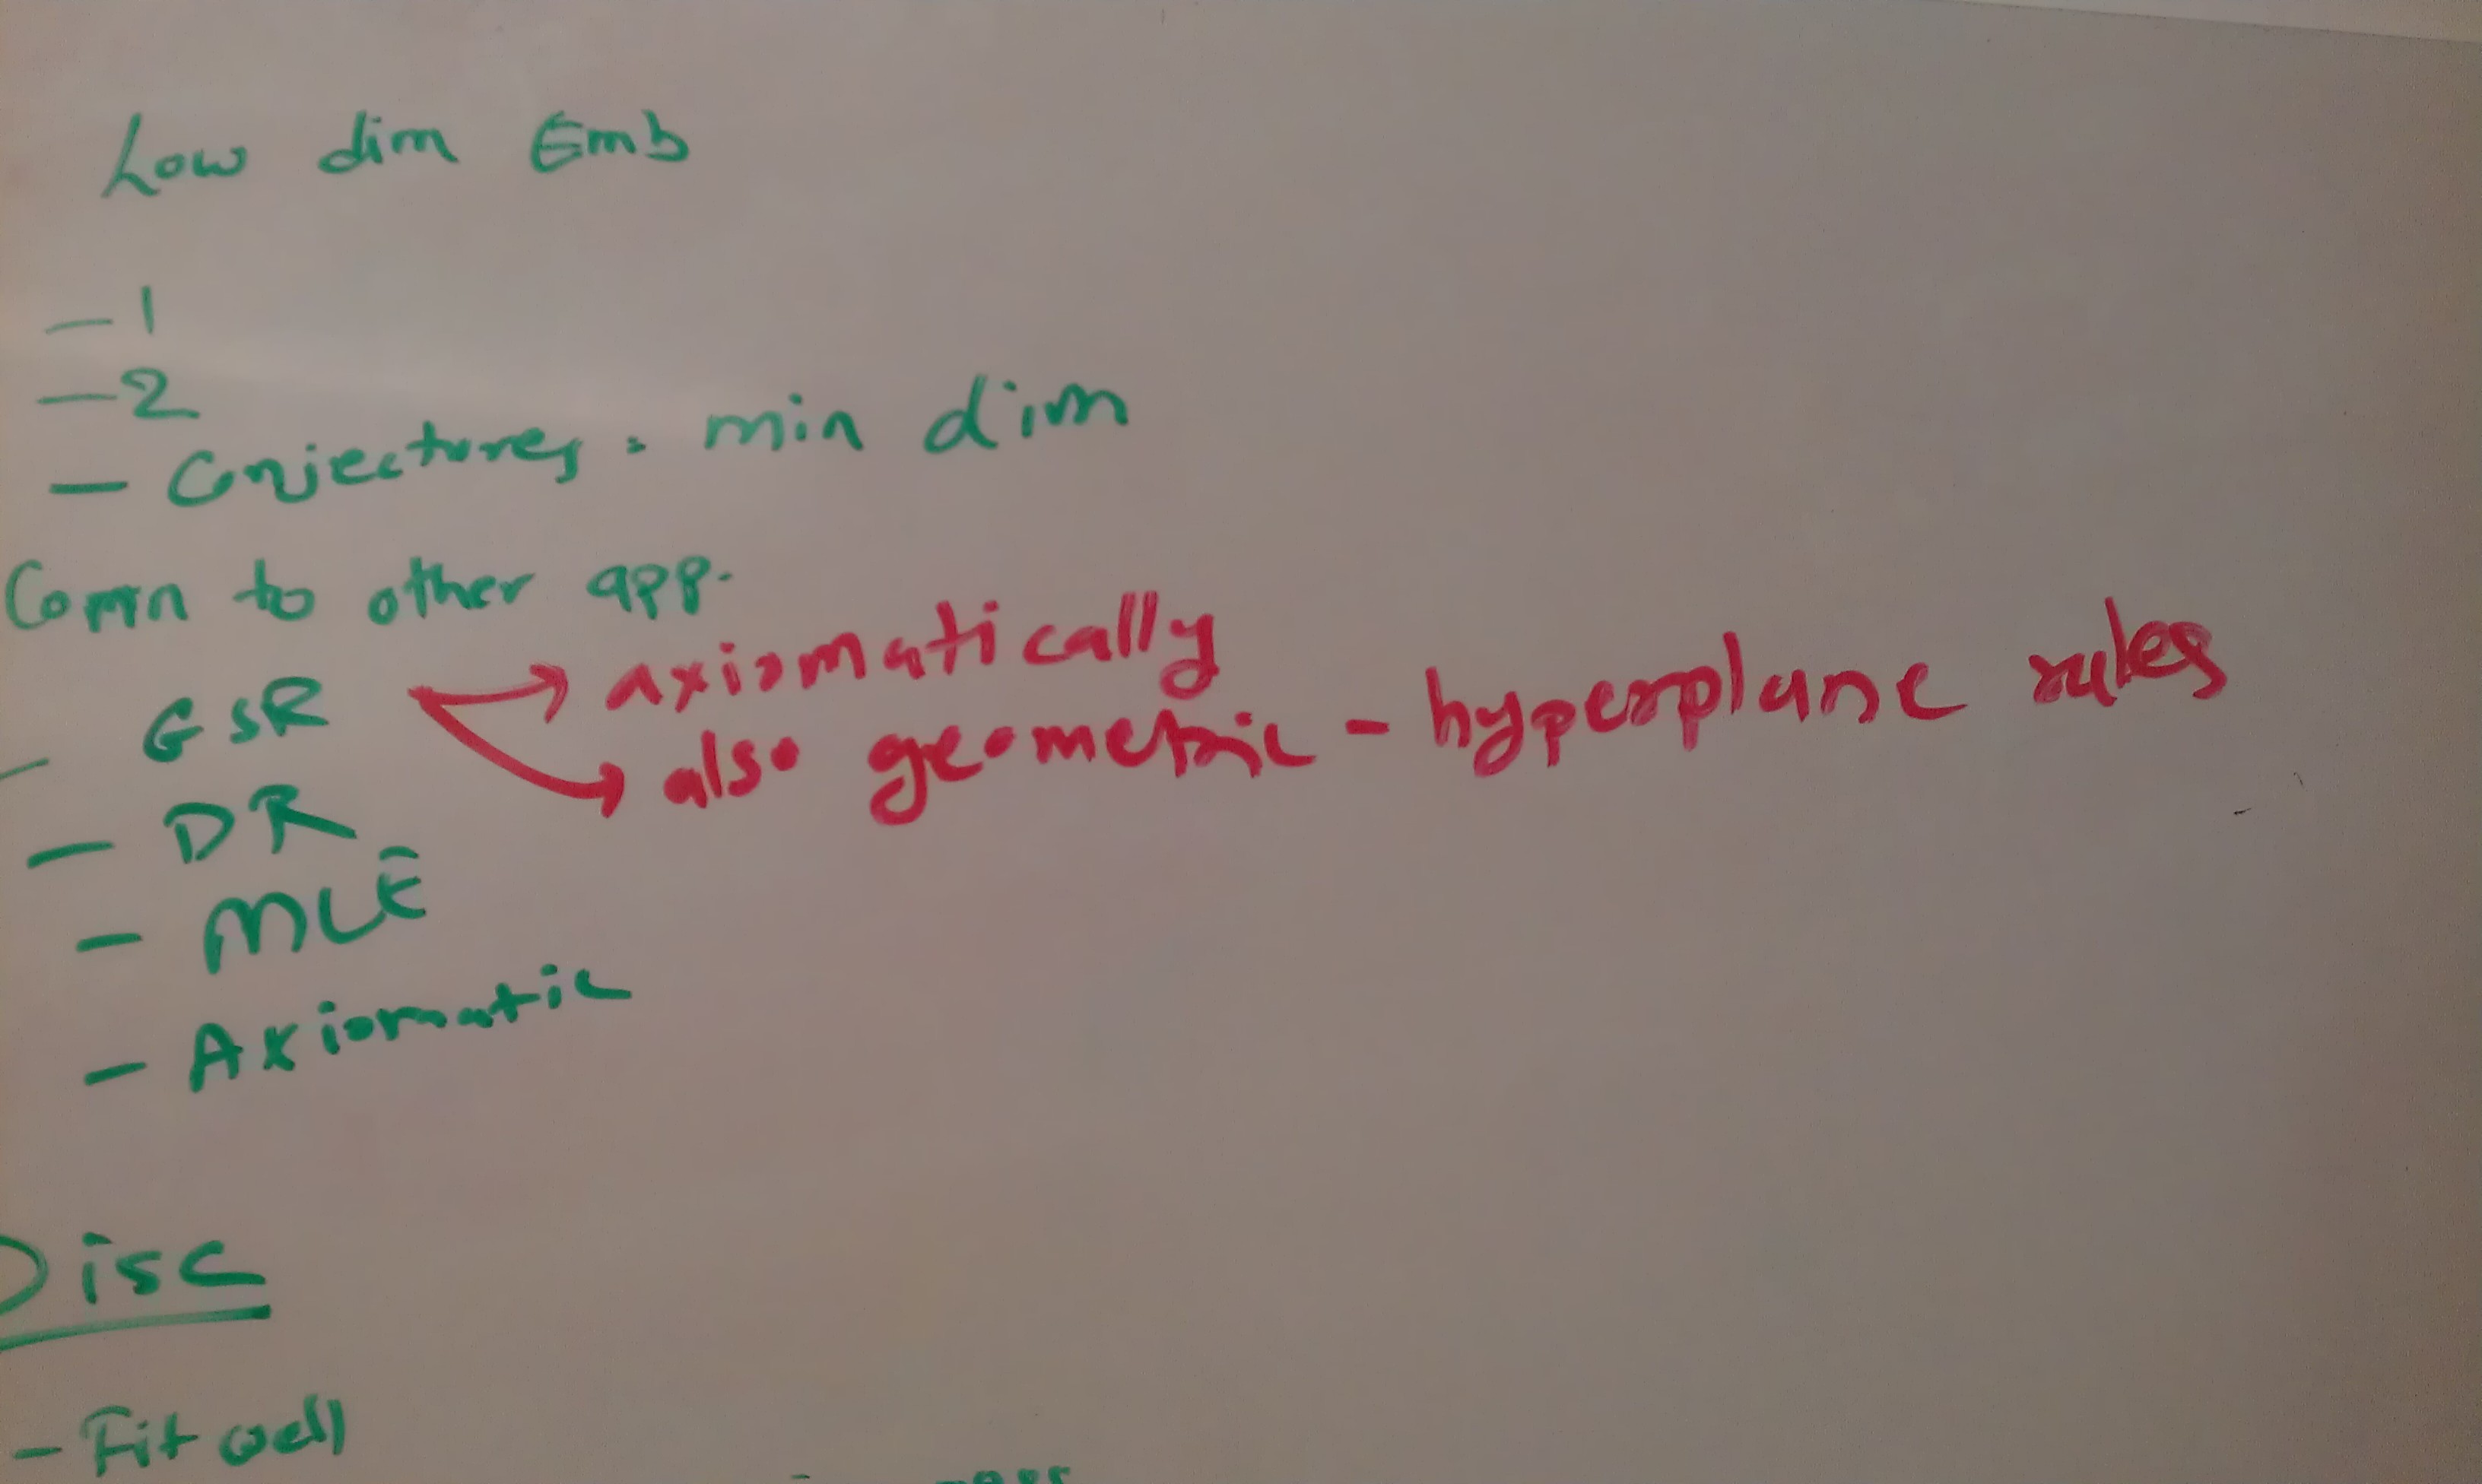 Low dim Emb
— 1
— 2
— Conjectures : min dim
Comn to other app.
→ axiomatically
— GSR → also geometric - hyperplane rules
— DR
— MLE
— Axiomatic
Disc
- Fit well